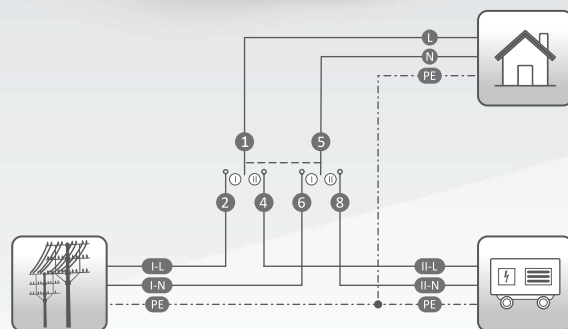 L
N
PE
1 5
I II I II
2 4 6 8
I-L II-L
I-N II-N
PE PE